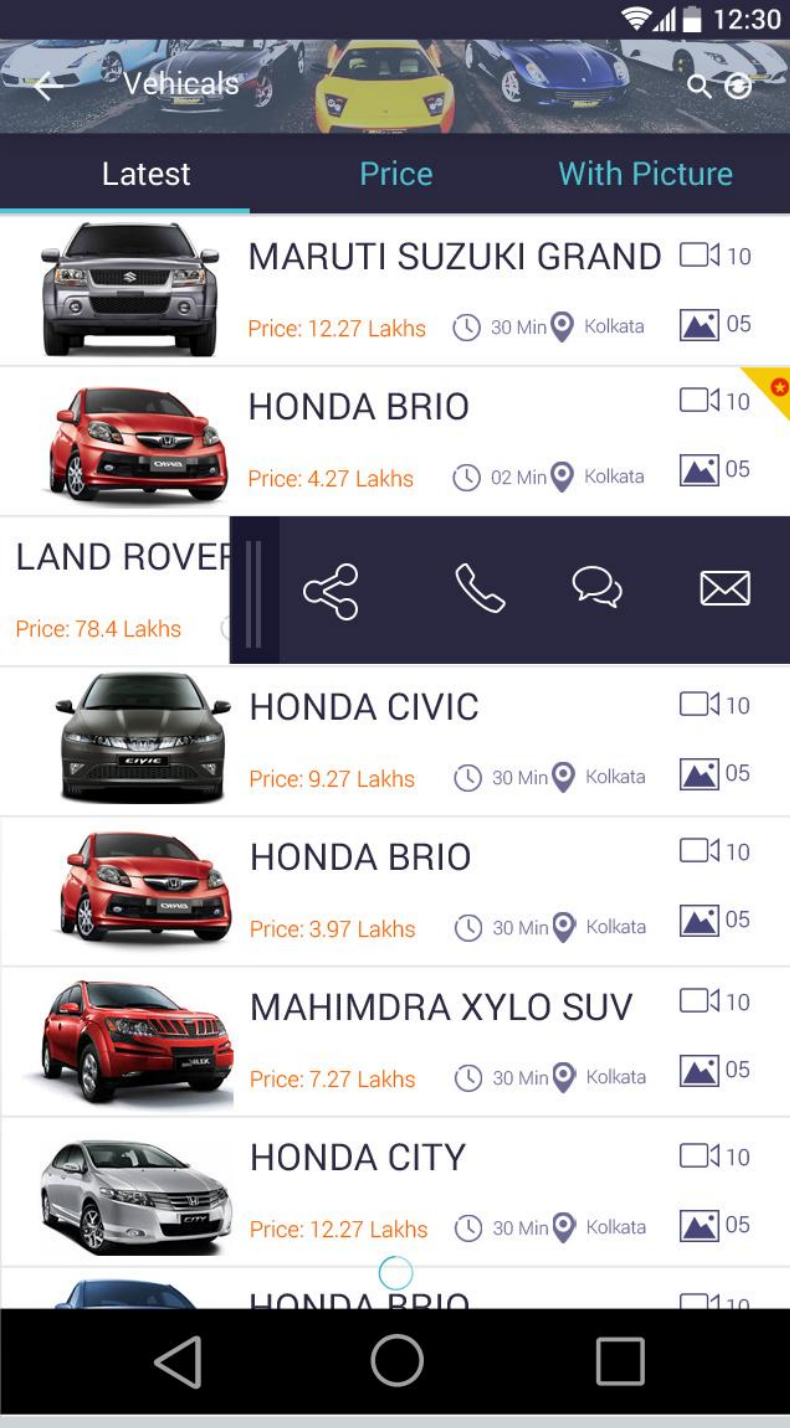 12:30
Vehicals
Latest Price With Picture
MARUTI SUZUKI GRAND 10
Price: 12.27 Lakhs 30 Min Kolkata 05
HONDA BRIO 10
Price: 4.27 Lakhs 02 Min Kolkata 05
LAND ROVER
Price: 78.4 Lakhs
HONDA CIVIC 10
CIVIC
Price: 9.27 Lakhs 30 Min Kolkata 05
HONDA BRIO 10
Price: 3.97 Lakhs 30 Min Kolkata 05
MAHIMDRA XYLO SUV 10
Price: 7.27 Lakhs 30 Min Kolkata 05
HONDA CITY 10
CITY
Price: 12.27 Lakhs 30 Min Kolkata 05
HONDA BRIO 10